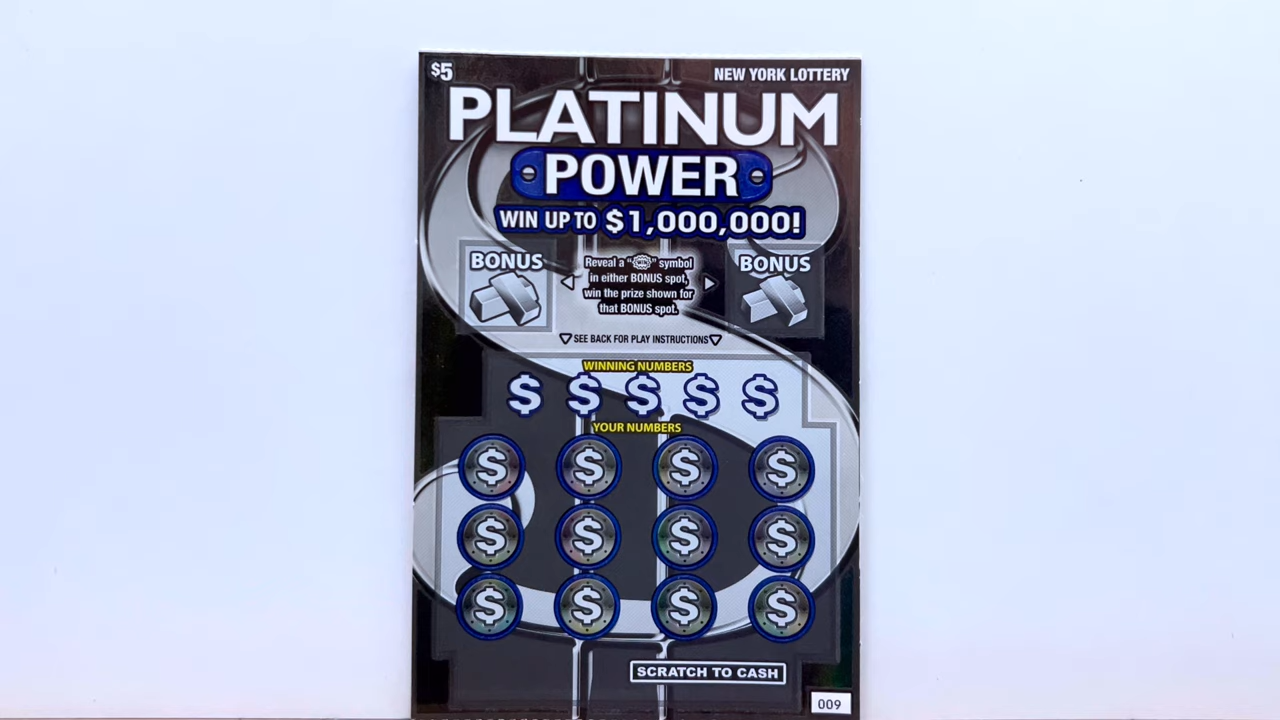 $5
NEW YORK LOTTERY
PLATINUM
POWER
WIN UP TO $1,000,000!
BONUS
Reveal a "WIN" symbol
in either BONUS spot,
win the prize shown for
that BONUS spot.
BONUS
SEE BACK FOR PLAY INSTRUCTIONS
WINNING NUMBERS
$ $ $ $ $
YOUR NUMBERS
$ $ $ $
$ $ $ $
$ $ $ $
SCRATCH TO CASH
009